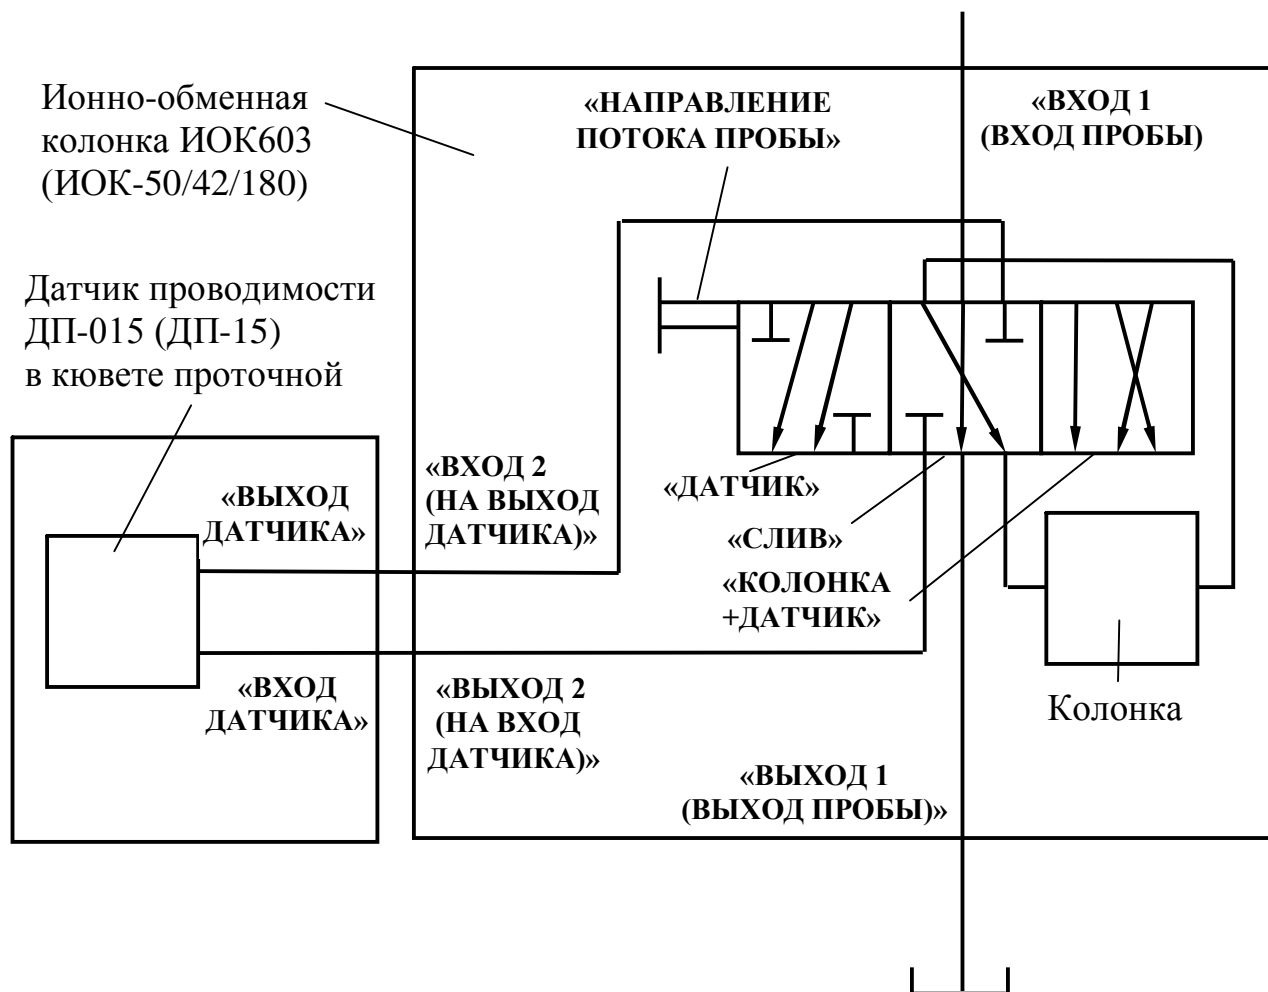 Ионно-обменная
колонка ИОК603
(ИОК-50/42/180)
«НАПРАВЛЕНИЕ
ПОТОКА ПРОБЫ»
«ВХОД 1
(ВХОД ПРОБЫ)
Датчик проводимости
ДП-015 (ДП-15)
в кювете проточной
«ВЫХОД
ДАТЧИКА»
«ВХОД 2
(НА ВЫХОД
ДАТЧИКА)»
«ДАТЧИК»
«СЛИВ»
«КОЛОНКА
+ДАТЧИК»
«ВХОД
ДАТЧИКА»
«ВЫХОД 2
(НА ВХОД
ДАТЧИКА)»
Колонка
«ВЫХОД 1
(ВЫХОД ПРОБЫ)»